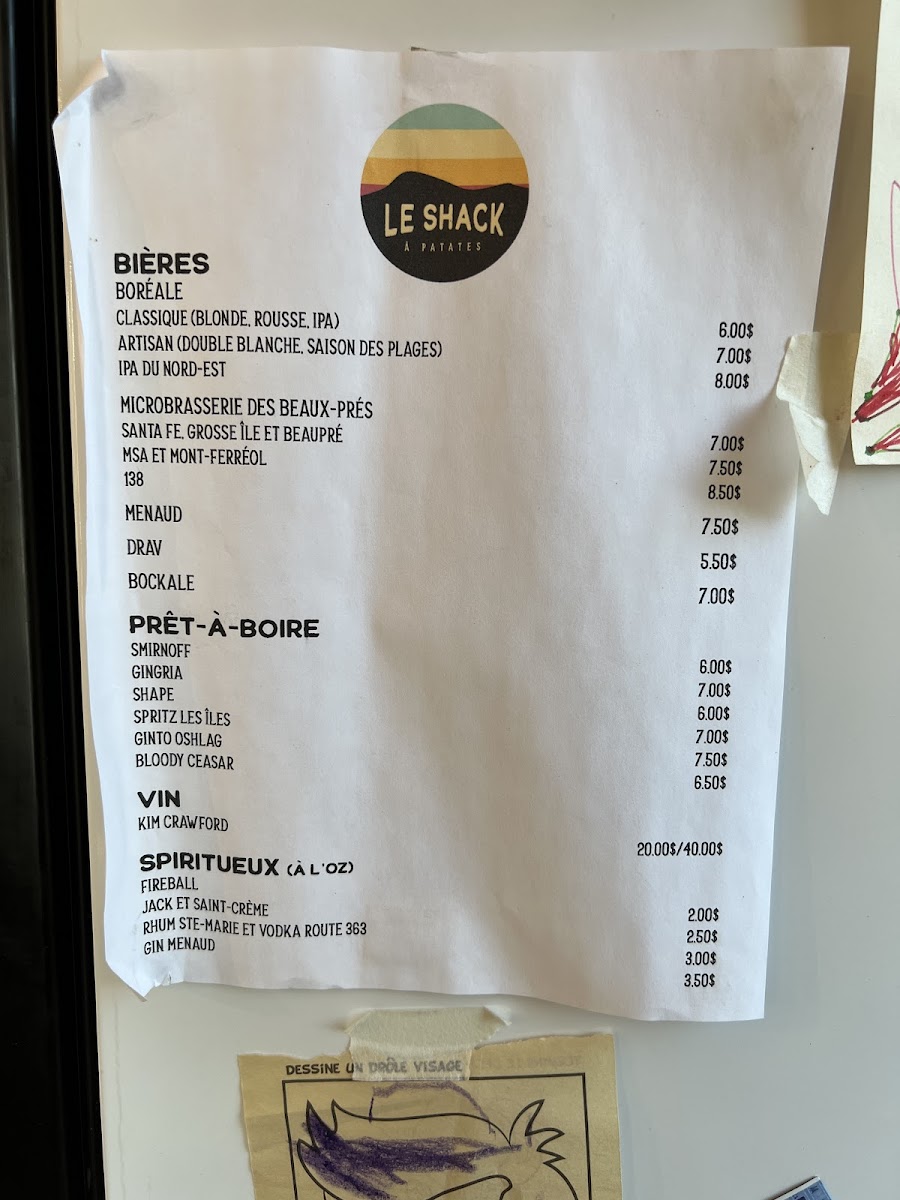 LE SHACK
À PATATES
BIÈRES
BORÉALE
CLASSIQUE (BLONDE, ROUSSE, IPA) 6.00$
ARTISAN (DOUBLE BLANCHE, SAISON DES PLAGES) 7.00$
IPA DU NORD-EST 8.00$
MICROBRASSERIE DES BEAUX-PRÉS
SANTA FE, GROSSE ÎLE ET BEAUPRÉ 7.00$
MSA ET MONT-FERRÉOL 7.50$
138 8.50$
MENAUD 7.50$
DRAV 5.50$
BOCKALE 7.00$
PRÊT-À-BOIRE
SMIRNOFF 6.00$
GINGRIA 7.00$
SHAPE 6.00$
SPRITZ LES ÎLES 7.00$
GINTO OSHLAG 7.50$
BLOODY CEASAR 6.50$
VIN
KIM CRAWFORD 20.00$/40.00$
SPIRITUEUX (À L'OZ)
FIREBALL 2.00$
JACK ET SAINT-CRÈME 2.50$
RHUM STE-MARIE ET VODKA ROUTE 363 3.00$
GIN MENAUD 3.50$
DESSINE UN DRÔLE VISAGE